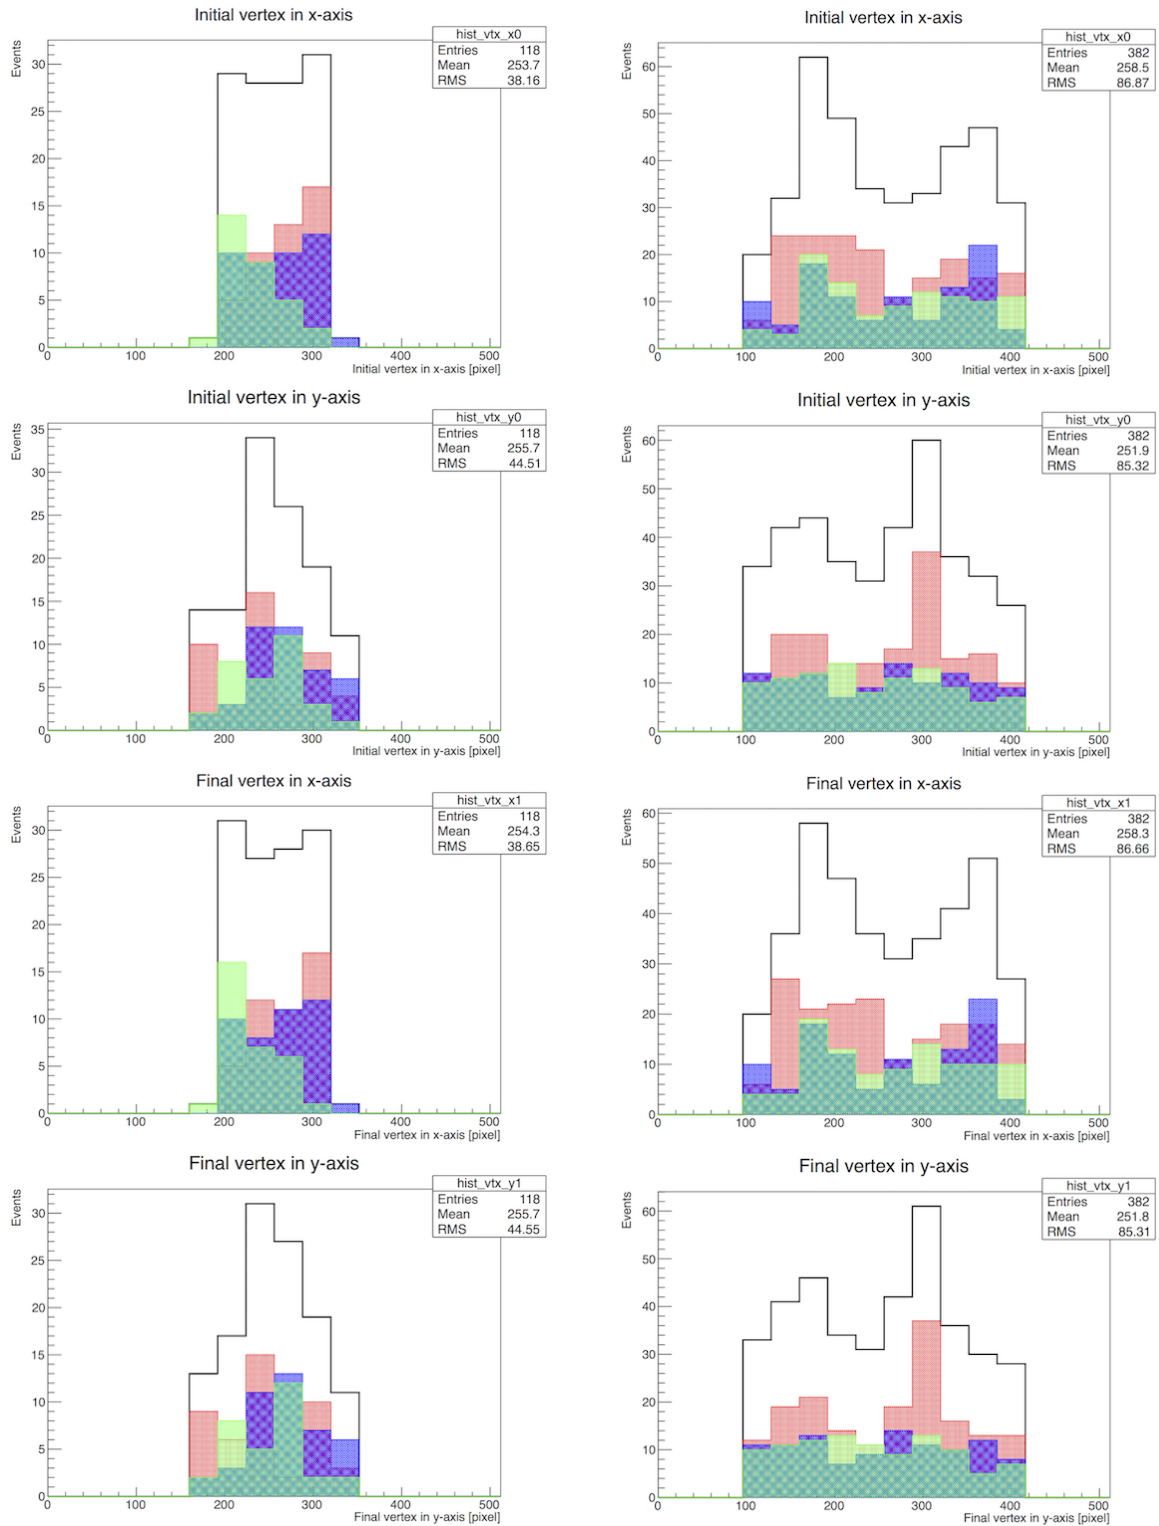 Initial vertex in x-axis
Events
hist_vtx_x0
Entries 118
Mean 253.7
RMS 38.16
30
25
20
15
10
5
0
0 100 200 300 400 500
Initial vertex in x-axis [pixel]
Initial vertex in x-axis
Events
hist_vtx_x0
Entries 382
Mean 258.5
RMS 86.87
60
50
40
30
20
10
0
0 100 200 300 400 500
Initial vertex in x-axis [pixel]
Initial vertex in y-axis
Events
hist_vtx_y0
Entries 118
Mean 255.7
RMS 44.51
35
30
25
20
15
10
5
0
0 100 200 300 400 500
Initial vertex in y-axis [pixel]
Initial vertex in y-axis
Events
hist_vtx_y0
Entries 382
Mean 251.9
RMS 85.32
60
50
40
30
20
10
0
0 100 200 300 400 500
Initial vertex in y-axis [pixel]
Final vertex in x-axis
Events
hist_vtx_x1
Entries 118
Mean 254.3
RMS 38.65
30
25
20
15
10
5
0
0 100 200 300 400 500
Final vertex in x-axis [pixel]
Final vertex in x-axis
Events
hist_vtx_x1
Entries 382
Mean 258.3
RMS 86.66
60
50
40
30
20
10
0
0 100 200 300 400 500
Final vertex in x-axis [pixel]
Final vertex in y-axis
Events
hist_vtx_y1
Entries 118
Mean 255.7
RMS 44.55
30
25
20
15
10
5
0
0 100 200 300 400 500
Final vertex in y-axis [pixel]
Final vertex in y-axis
Events
hist_vtx_y1
Entries 382
Mean 251.8
RMS 85.31
60
50
40
30
20
10
0
0 100 200 300 400 500
Final vertex in y-axis [pixel]